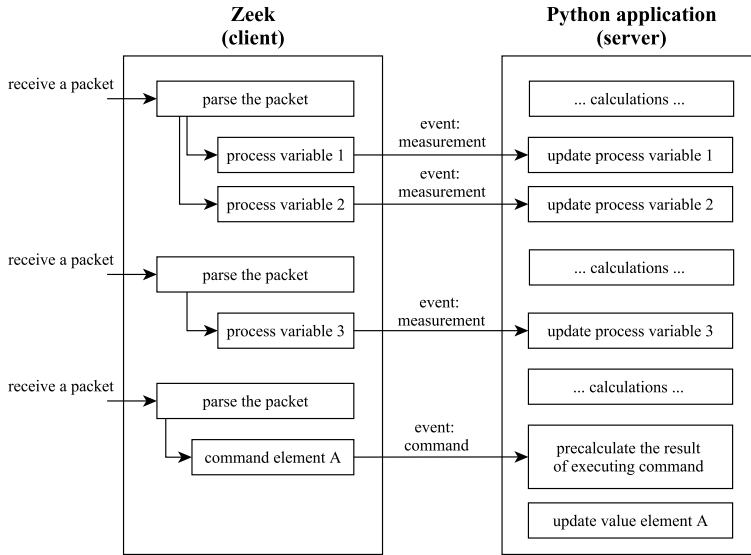 Zeek
(client)
Python application
(server)
receive a packet
parse the packet
... calculations ...
event:
measurement
process variable 1
update process variable 1
event:
measurement
process variable 2
update process variable 2
receive a packet
parse the packet
... calculations ...
event:
measurement
process variable 3
update process variable 3
receive a packet
parse the packet
... calculations ...
event:
command
command element A
precalculate the result
of executing command
update value element A